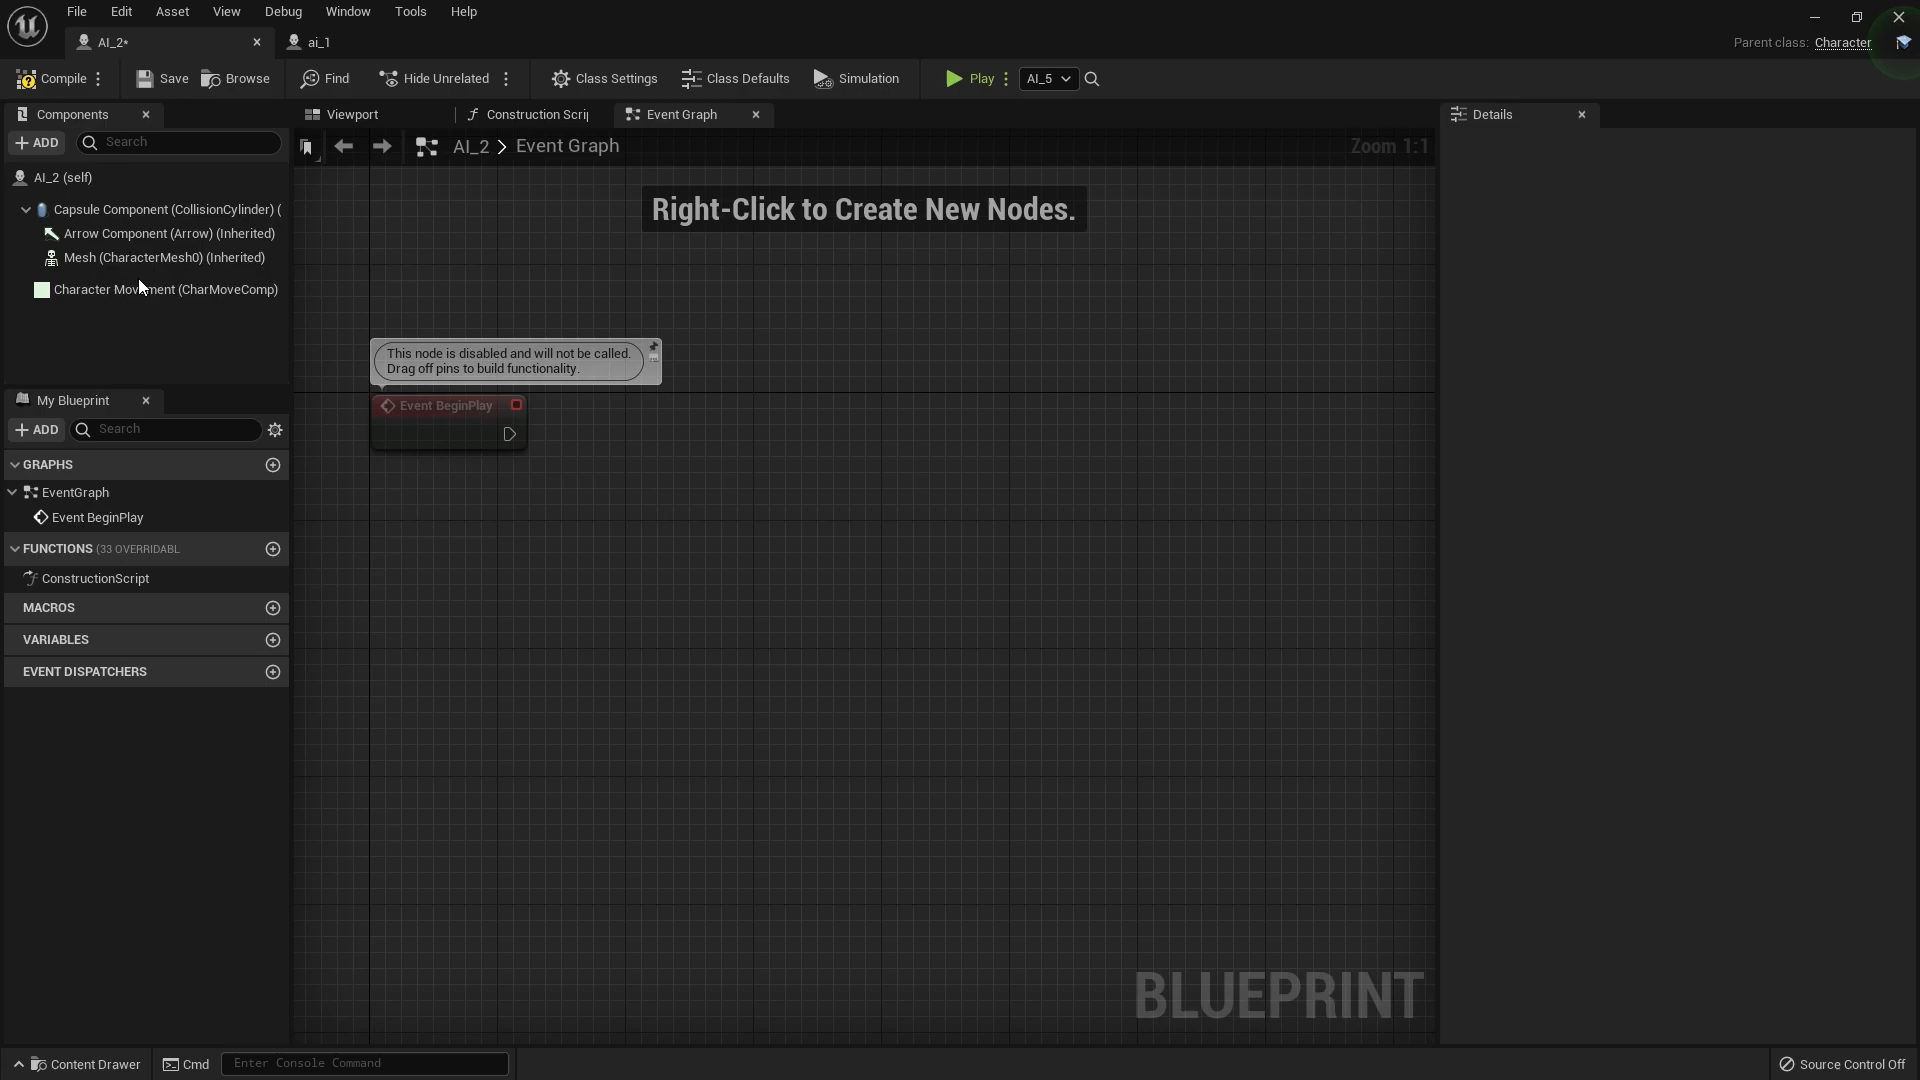 File Edit Asset View Debug Window Tools Help
AI_2* ai_1
Parent class: Character
Compile Save Browse Find Hide Unrelated Class Settings Class Defaults Simulation Play AI_5
Components
Viewport Construction Scrip Event Graph
Details
ADD Search
AI_2 > Event Graph
Zoom 1:1
AI_2 (self)
Right-Click to Create New Nodes.
Capsule Component (CollisionCylinder) (
Arrow Component (Arrow) (Inherited)
Mesh (CharacterMesh0) (Inherited)
Character Movement (CharMoveComp)
This node is disabled and will not be called.
Drag off pins to build functionality.
Event BeginPlay
My Blueprint
ADD Search
GRAPHS
EventGraph
Event BeginPlay
FUNCTIONS (33 OVERRIDABL
ConstructionScript
MACROS
VARIABLES
EVENT DISPATCHERS
BLUEPRINT
Content Drawer Cmd Enter Console Command
Source Control Off